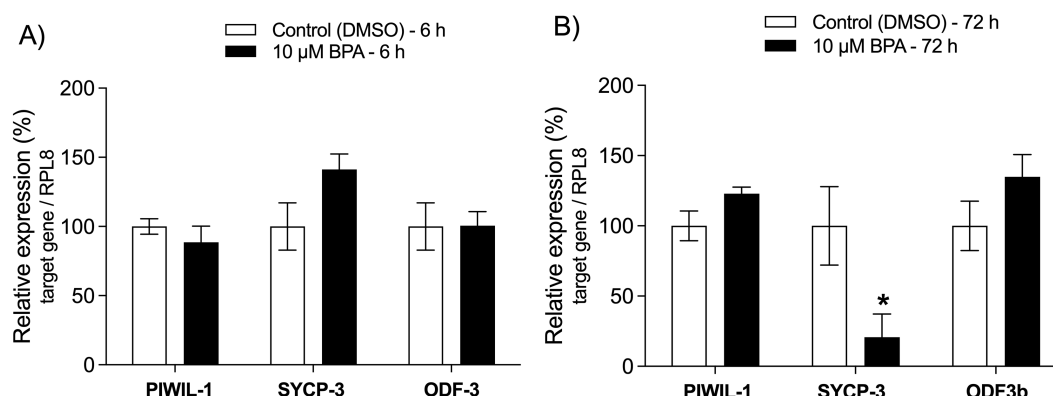 A)
Control (DMSO) - 6 h
10 µM BPA - 6 h
Relative expression (%)
target gene / RPL8
200
150
100
50
0
PIWIL-1 SYCP-3 ODF-3
B)
Control (DMSO) - 72 h
10 µM BPA - 72 h
Relative expression (%)
target gene / RPL8
200
150
100
50
0
*
PIWIL-1 SYCP-3 ODF3b